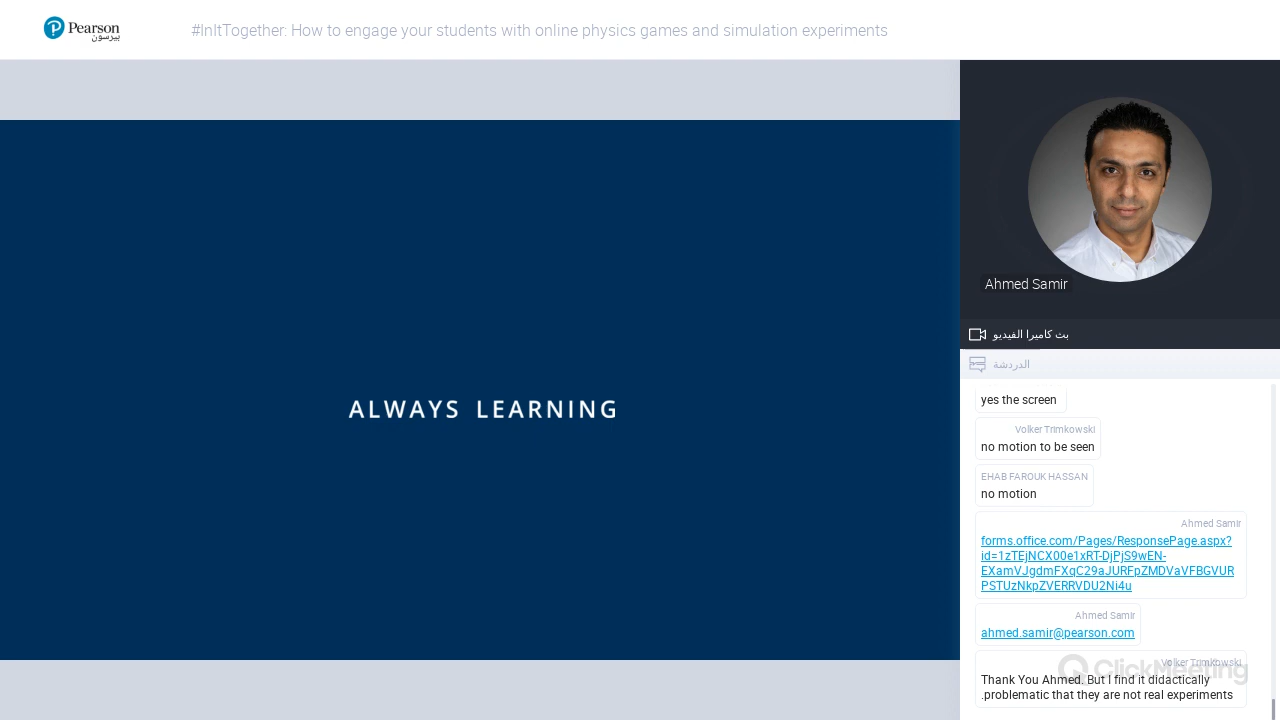 Pearson
بيرسون
#InItTogether: How to engage your students with online physics games and simulation experiments
ALWAYS LEARNING
Ahmed Samir
بث كاميرا الفيديو
الدردشة
yes the screen
Volker Trimkowski
no motion to be seen
EHAB FAROUK HASSAN
no motion
Ahmed Samir
forms.office.com/Pages/ResponsePage.aspx?
id=1zTEjNCX00e1xRT-DjPjS9wEN-
EXamVJgdmFXgC29aJURFpZMDVaVFBGVUR
PSTUzNkpZVERRVDU2Ni4u
Ahmed Samir
ahmed.samir@pearson.com
Volker Trimkowski
Thank You Ahmed. But I find it didactically
.problematic that they are not real experiments
ClickMeeting